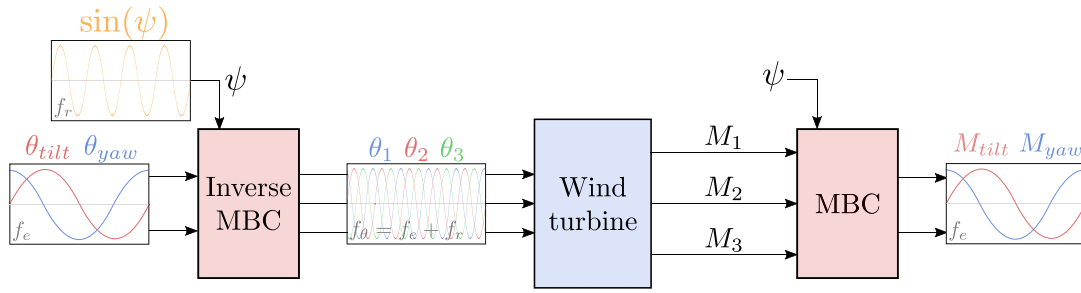 sin(ψ)
f_r
ψ
θ_tilt θ_yaw
f_e
Inverse
MBC
θ_1 θ_2 θ_3
f_θ = f_e + f_r
Wind
turbine
M_1
M_2
M_3
ψ
MBC
M_tilt M_yaw
f_e